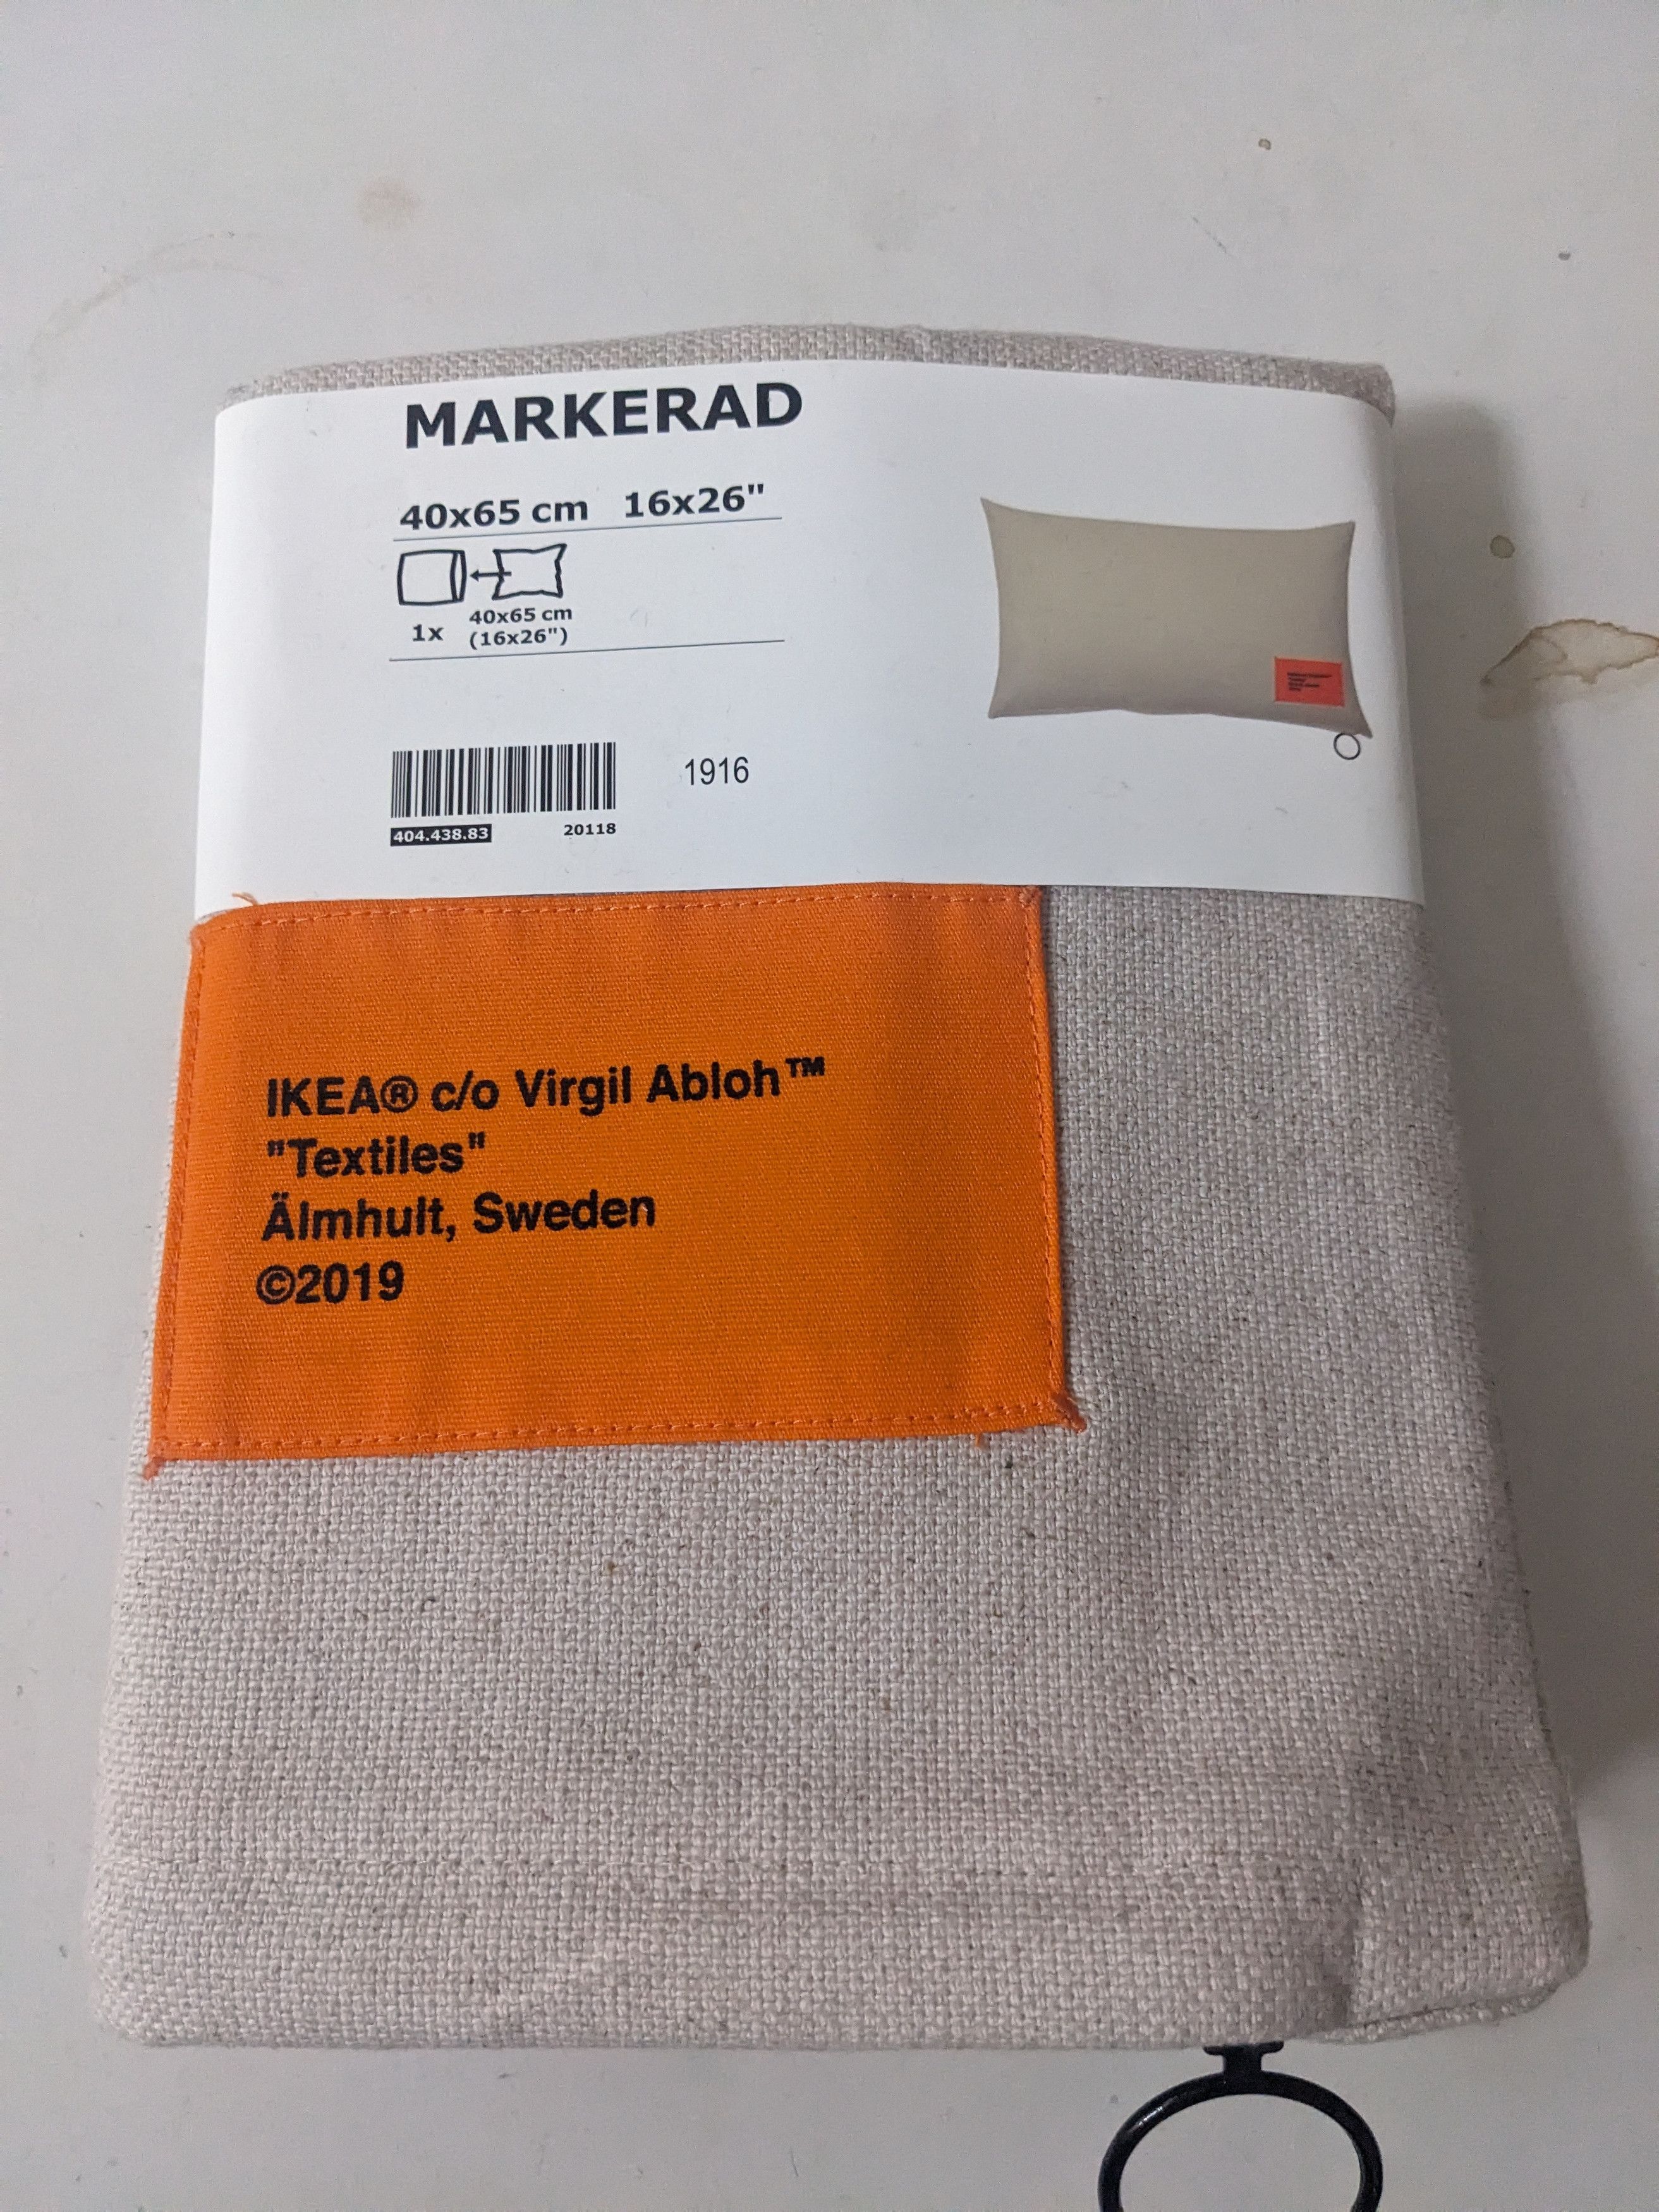 MARKERAD
40x65 cm 16x26"
1x 40x65 cm
(16x26")
1916
404.438.83 20118
IKEA® c/o Virgil Abloh™
"Textiles"
Älmhult, Sweden
©2019